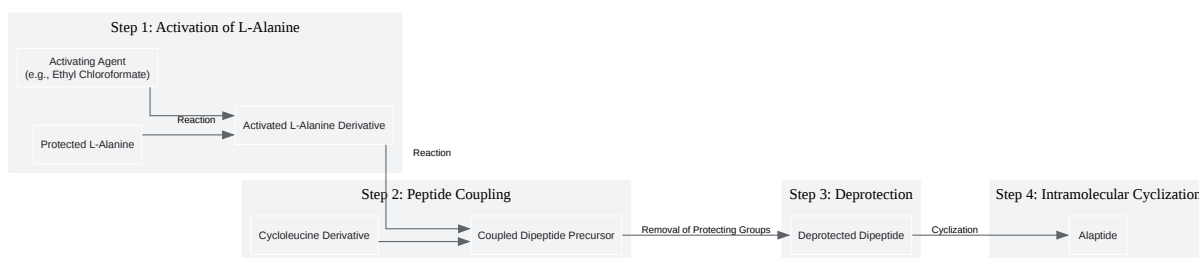 Step 1: Activation of L-Alanine
Activating Agent
(e.g., Ethyl Chloroformate)
Reaction
Activated L-Alanine Derivative
Protected L-Alanine
Reaction
Step 2: Peptide Coupling
Cycloleucine Derivative
Coupled Dipeptide Precursor
Removal of Protecting Groups
Step 3: Deprotection
Deprotected Dipeptide
Cyclization
Step 4: Intramolecular Cyclization
Alaptide